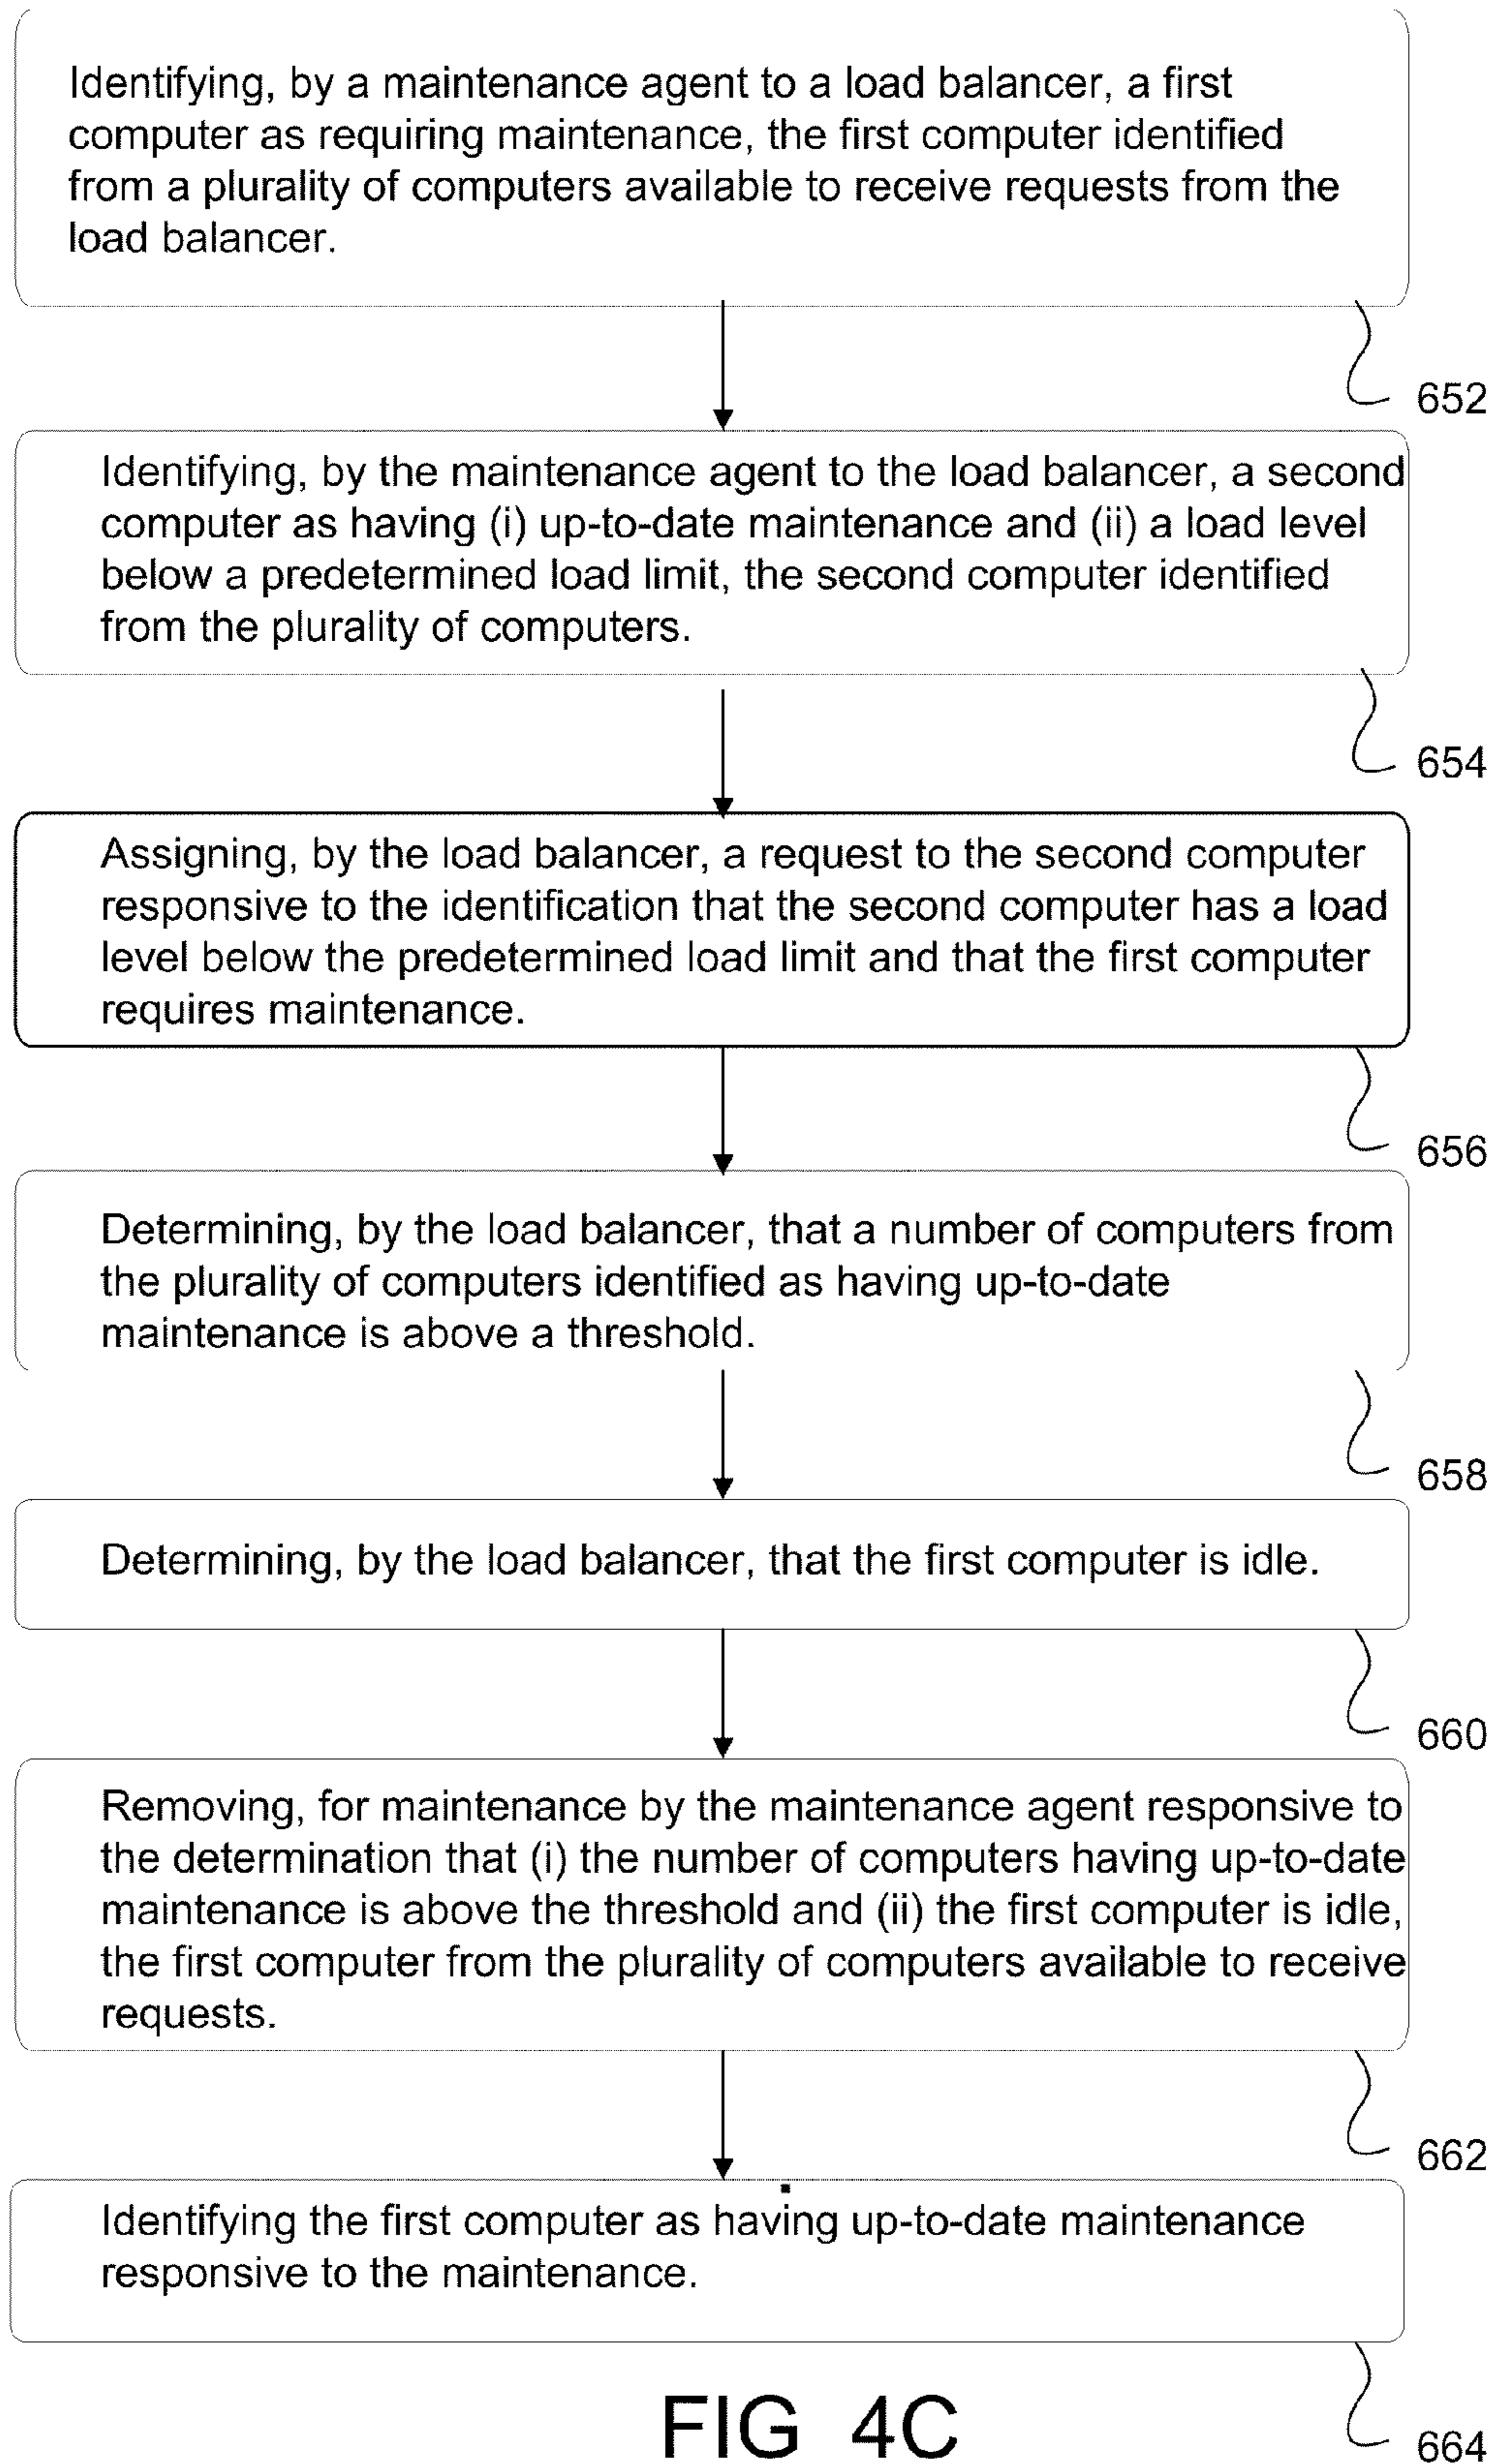 Identifying, by a maintenance agent to a load balancer, a first
computer as requiring maintenance, the first computer identified
from a plurality of computers available to receive requests from the
load balancer.
652
Identifying, by the maintenance agent to the load balancer, a second
computer as having (i) up-to-date maintenance and (ii) a load level
below a predetermined load limit, the second computer identified
from the plurality of computers.
654
Assigning, by the load balancer, a request to the second computer
responsive to the identification that the second computer has a load
level below the predetermined load limit and that the first computer
requires maintenance.
656
Determining, by the load balancer, that a number of computers from
the plurality of computers identified as having up-to-date
maintenance is above a threshold.
658
Determining, by the load balancer, that the first computer is idle.
660
Removing, for maintenance by the maintenance agent responsive to
the determination that (i) the number of computers having up-to-date
maintenance is above the threshold and (ii) the first computer is idle,
the first computer from the plurality of computers available to receive
requests.
662
Identifying the first computer as having up-to-date maintenance
responsive to the maintenance.
664
FIG 4C